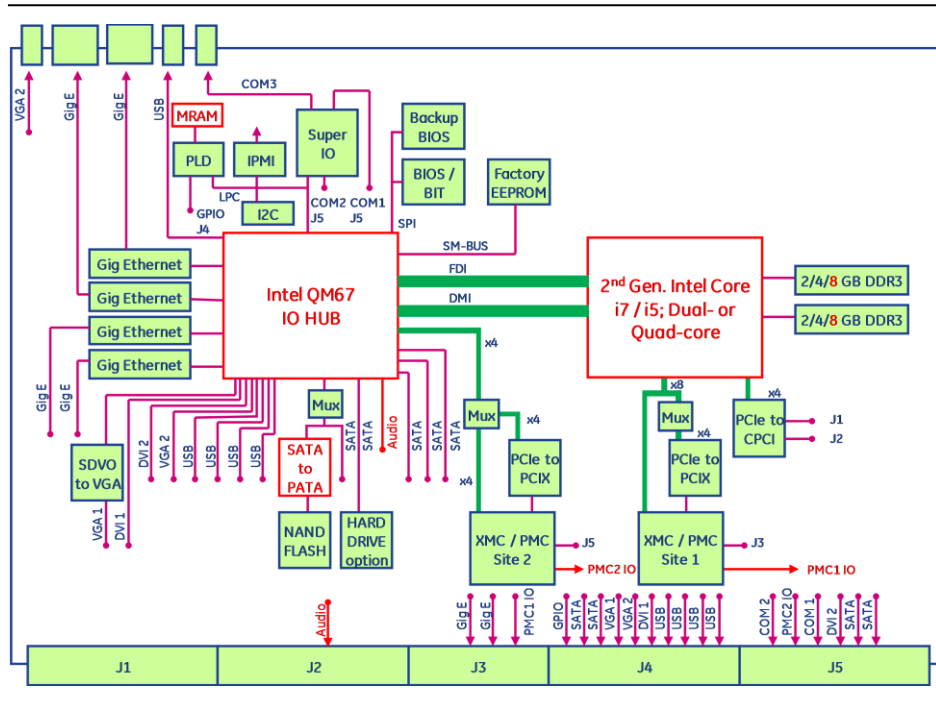 VGA 2
Gig E
Gig E
USB
COM3
MRAM
PLD
IPMI
Super
IO
Backup
BIOS
BIOS /
BIT
Factory
EEPROM
LPC
GPIO
J4
I2C
COM2
J5
COM1
J5
SPI
SM-BUS
FDI
DMI
Gig Ethernet
Gig Ethernet
Gig Ethernet
Gig Ethernet
Intel QM67
IO HUB
2nd Gen. Intel Core
i7 / i5; Dual- or
Quad-core
2/4/8 GB DDR3
2/4/8 GB DDR3
x4
x8
x4
Gig E
Gig E
SDVO
to VGA
VGA 1
DVI 1
DVI 2
VGA 2
USB
USB
USB
USB
Mux
SATA
to
PATA
NAND
FLASH
SATA
SATA
HARD
DRIVE
option
Audio
SATA
SATA
SATA
Mux
x4
x4
PCIe to
PCIX
Mux
x4
PCIe to
PCIX
PCIe to
CPCI
J1
J2
XMC / PMC
Site 2
J5
PMC2 IO
XMC / PMC
Site 1
J3
PMC1 IO
Audio
Gig E
Gig E
PMC1 IO
GPIO
SATA
SATA
VGA 1
VGA 2
DVI 1
USB
USB
USB
USB
COM 2
PMC2 IO
COM 1
DVI 2
SATA
SATA
J1
J2
J3
J4
J5